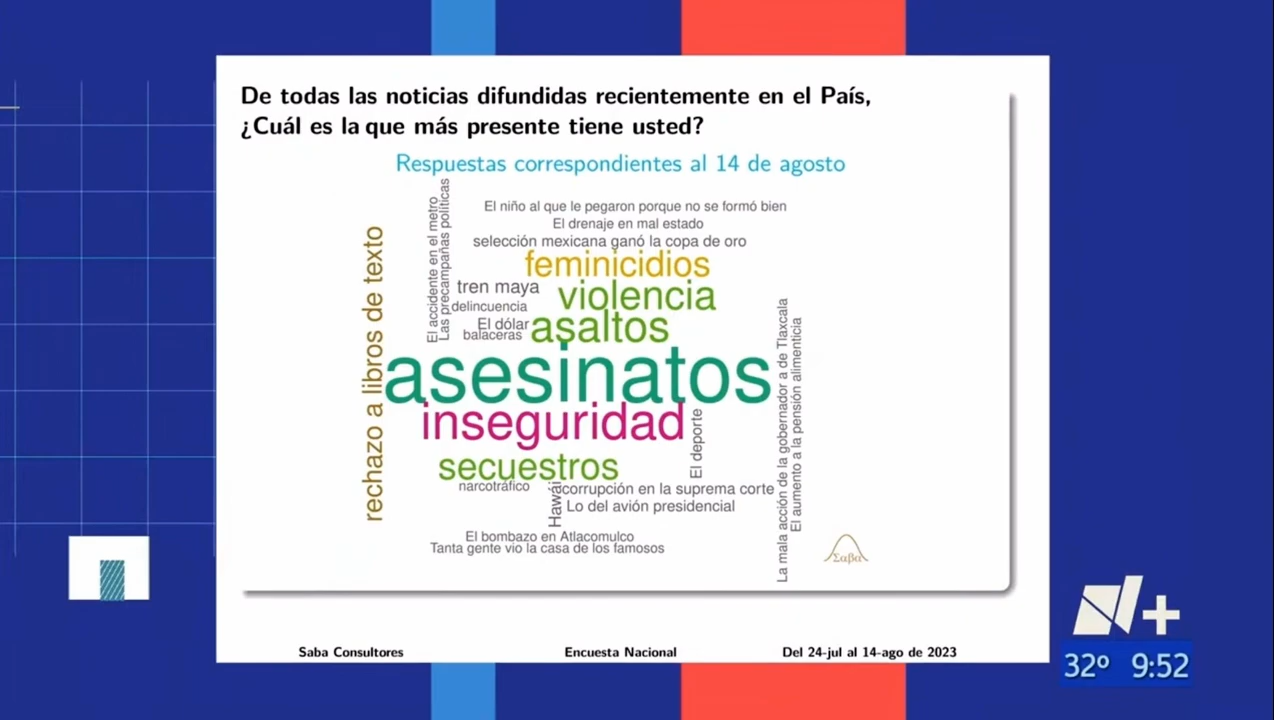 De todas las noticias difundidas recientemente en el País,
¿Cuál es la que más presente tiene usted?
Respuestas correspondientes al 14 de agosto
rechazo a libros de texto
El accidente en el metro
Las precampañas políticas
El niño al que le pegaron porque no se formó bien
El drenaje en mal estado
selección mexicana ganó la copa de oro
feminicidios
tren maya
violencia
delincuencia
El dólar
asaltos
balaceras
asesinatos
inseguridad
El deporte
secuestros
narcotráfico
Hawái
corrupción en la suprema corte
Lo del avión presidencial
El bombazo en Atlacomulco
Tanta gente vio la casa de los famosos
La mala acción de la gobernador a de Tlaxcala
El aumento a la pensión alimenticia
Σαβα
Saba Consultores
Encuesta Nacional
Del 24-jul al 14-ago de 2023
N+
32º 9:52